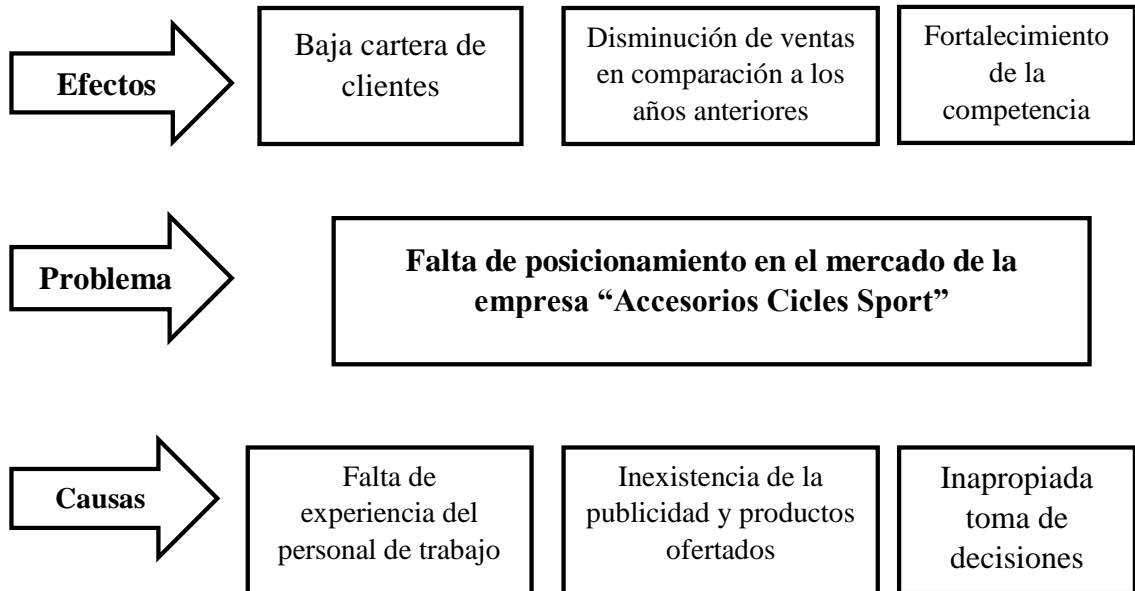 Efectos
Baja cartera de
clientes
Disminución de ventas
en comparación a los
años anteriores
Fortalecimiento
de la
competencia
Problema
Falta de posicionamiento en el mercado de la
empresa “Accesorios Cicles Sport”
Causas
Falta de
experiencia del
personal de trabajo
Inexistencia de la
publicidad y productos
ofertados
Inapropiada
toma de
decisiones